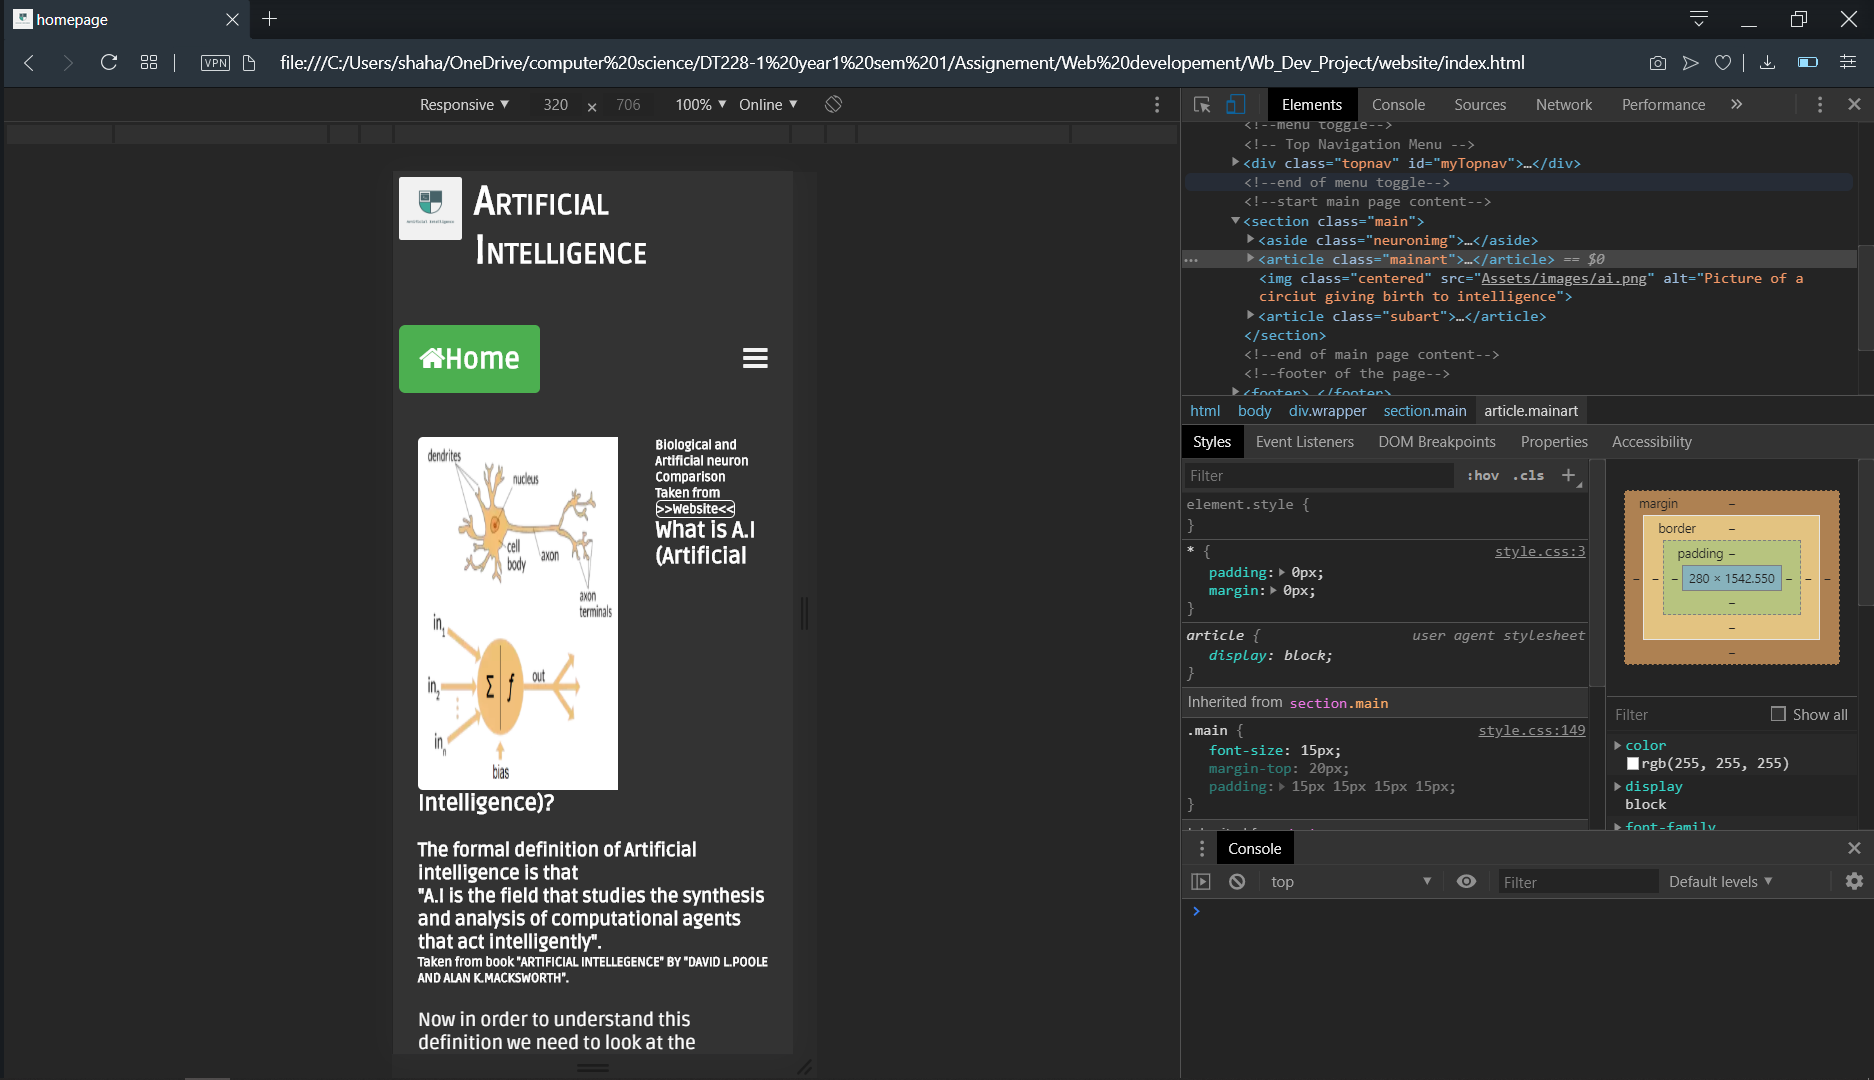 homepage
VPN
file:///C:/Users/shaha/OneDrive/computer%20science/DT228-1%20year1%20sem%201/Assignement/Web%20developement/Wb_Dev_Project/website/index.html
Responsive ▼ 320 × 706 100% ▼ Online ▼
Elements Console Sources Network Performance »
Artificial Intelligence
ARTIFICIAL
INTELLIGENCE
Home
dendrites
nucleus
cell
body
axon
axon
terminals
in1
in2
inn
Σ f
out
bias
Biological and
Artificial neuron
Comparison
Taken from
>>Website<<
What is A.I
(Artificial
Intelligence)?
The formal definition of Artificial
intelligence is that
"A.I is the field that studies the synthesis
and analysis of computational agents
that act intelligently".
Taken from book "ARTIFICIAL INTELLEGENCE" BY "DAVID L.POOLE
AND ALAN K.MACKSWORTH".
Now in order to understand this
definition we need to look at the
<!--menu toggle-->
<!-- Top Navigation Menu -->
<div class="topnav" id="myTopnav">…</div>
<!--end of menu toggle-->
<!--start main page content-->
<section class="main">
<aside class="neuronimg">…</aside>
<article class="mainart">…</article> == $0
<img class="centered" src="Assets/images/ai.png" alt="Picture of a
circiut giving birth to intelligence">
<article class="subart">…</article>
</section>
<!--end of main page content-->
<!--footer of the page-->
<footer>…</footer>
html body div.wrapper section.main article.mainart
Styles Event Listeners DOM Breakpoints Properties Accessibility
Filter :hov .cls +
element.style {
}
* { style.css:3
padding: 0px;
margin: 0px;
}
article { user agent stylesheet
display: block;
}
Inherited from section.main
.main { style.css:149
font-size: 15px;
margin-top: 20px;
padding: 15px 15px 15px 15px;
}
margin –
border –
padding –
– – – 280 × 1542.550 – – –
–
–
–
Filter Show all
color
rgb(255, 255, 255)
display
block
font-family
Console
top ▼ Filter Default levels ▼